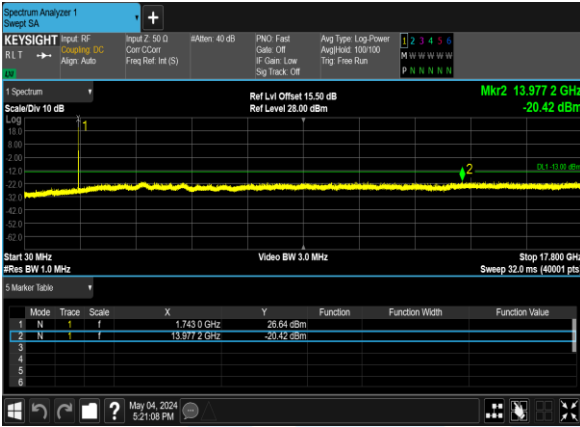 Spectrum Analyzer 1
Swept SA
KEYSIGHT Input: RF Input Z: 50 Ω #Atten: 40 dB PNO: Fast Avg Type: Log-Power 1 2 3 4 5 6
RLT Coupling: DC Corr CCorr Gate: Off Avg|Hold: 100/100 M W W W W W
Align: Auto Freq Ref: Int (S) IF Gain: Low Trig: Free Run
Sig Track: Off P N N N N N
1 Spectrum Ref Lvl Offset 15.50 dB Mkr2 13.977 2 GHz
Scale/Div 10 dB Ref Level 28.00 dBm -20.42 dBm
Log
18.0 1
8.00
-2.00
-12.0 2 DL1 -13.00 dBm
-22.0
-32.0
-42.0
-52.0
-62.0
Start 30 MHz Video BW 3.0 MHz Stop 17.800 GHz
#Res BW 1.0 MHz Sweep 32.0 ms (40001 pts
5 Marker Table
Mode Trace Scale X Y Function Function Width Function Value
1 N 1 f 1.743 0 GHz 26.64 dBm
2 N 1 f 13.977 2 GHz -20.42 dBm
3
4
5
6
? May 04, 2024
5:21:08 PM